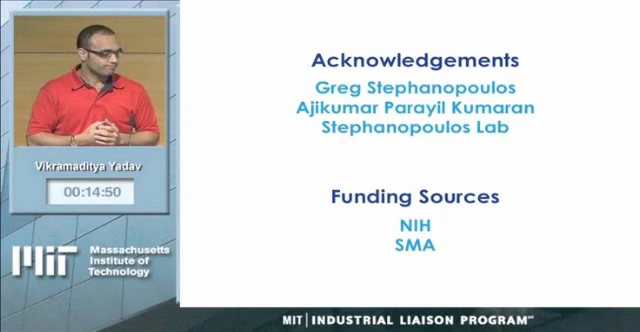 Acknowledgements
Greg Stephanopoulos
Ajikumar Parayil Kumaran
Stephanopoulos Lab
Funding Sources
NIH
SMA
Vikramaditya Yadav
00:14:50
MIT
Massachusetts
Institute of
Technology
MIT | INDUSTRIAL LIAISON PROGRAM